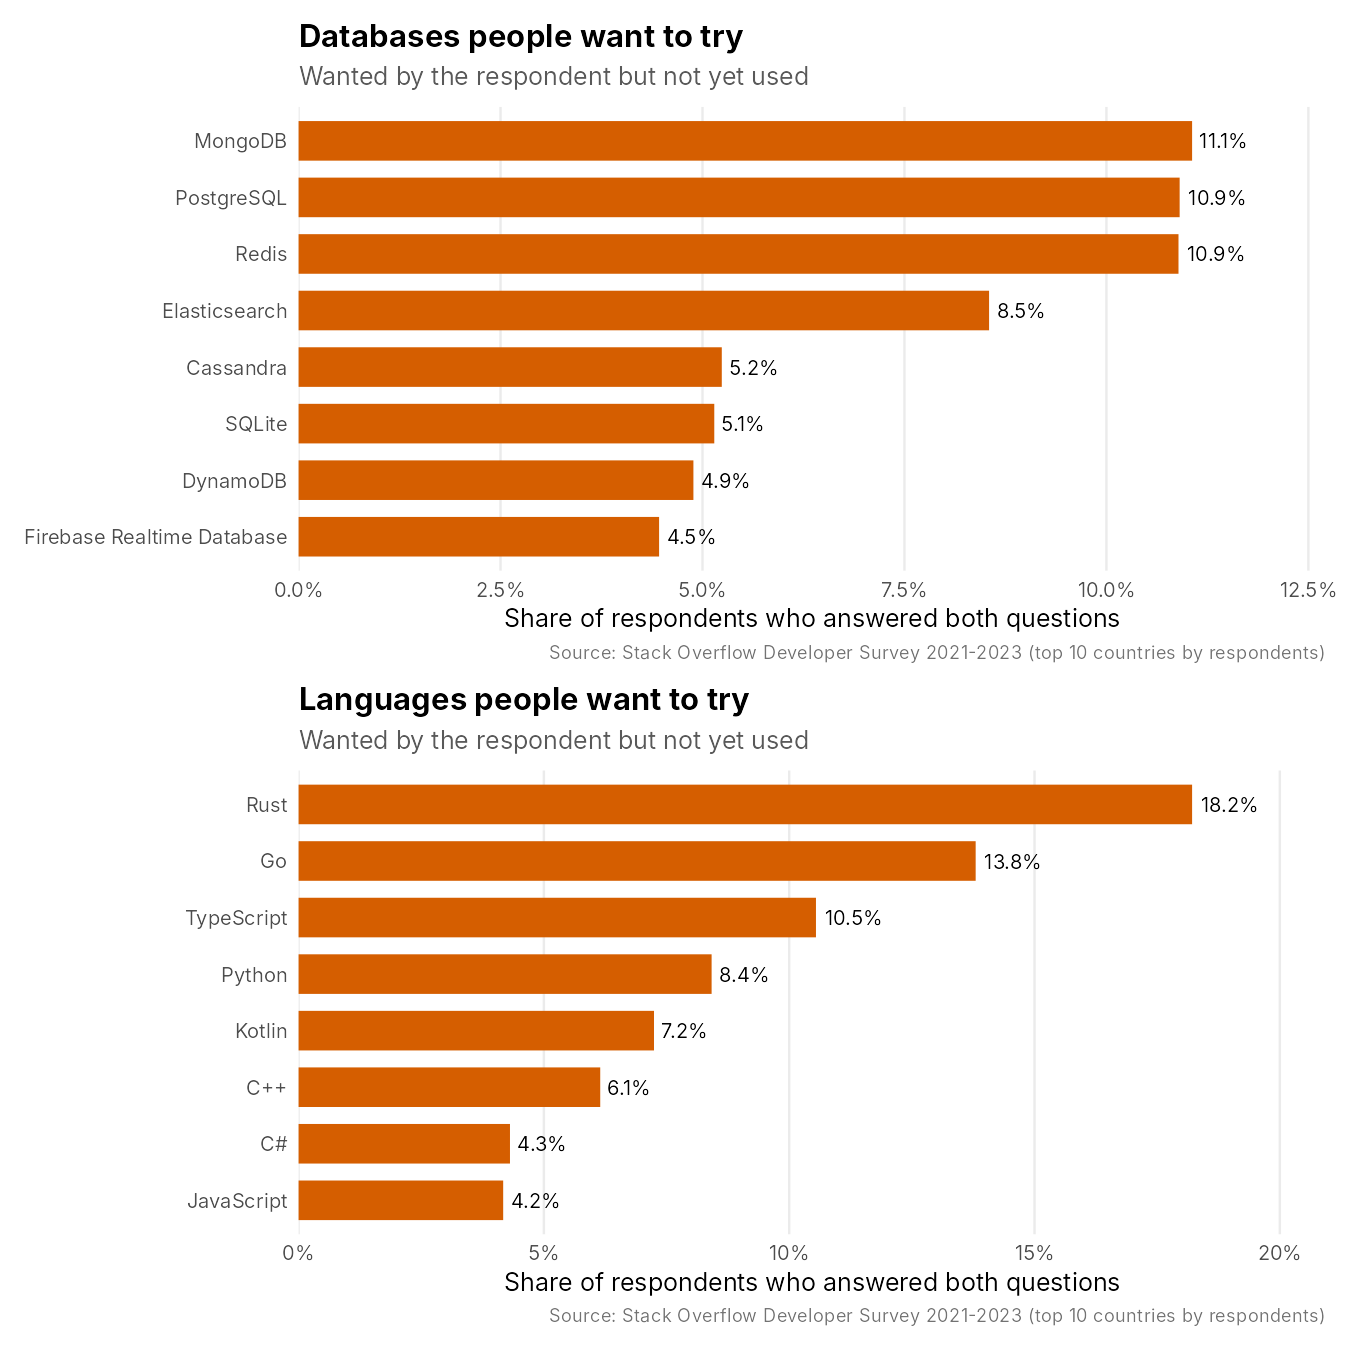 Databases people want to try
Wanted by the respondent but not yet used
MongoDB 11.1%
PostgreSQL 10.9%
Redis 10.9%
Elasticsearch 8.5%
Cassandra 5.2%
SQLite 5.1%
DynamoDB 4.9%
Firebase Realtime Database 4.5%
0.0% 2.5% 5.0% 7.5% 10.0% 12.5%
Share of respondents who answered both questions
Source: Stack Overflow Developer Survey 2021-2023 (top 10 countries by respondents)
Languages people want to try
Wanted by the respondent but not yet used
Rust 18.2%
Go 13.8%
TypeScript 10.5%
Python 8.4%
Kotlin 7.2%
C++ 6.1%
C# 4.3%
JavaScript 4.2%
0% 5% 10% 15% 20%
Share of respondents who answered both questions
Source: Stack Overflow Developer Survey 2021-2023 (top 10 countries by respondents)